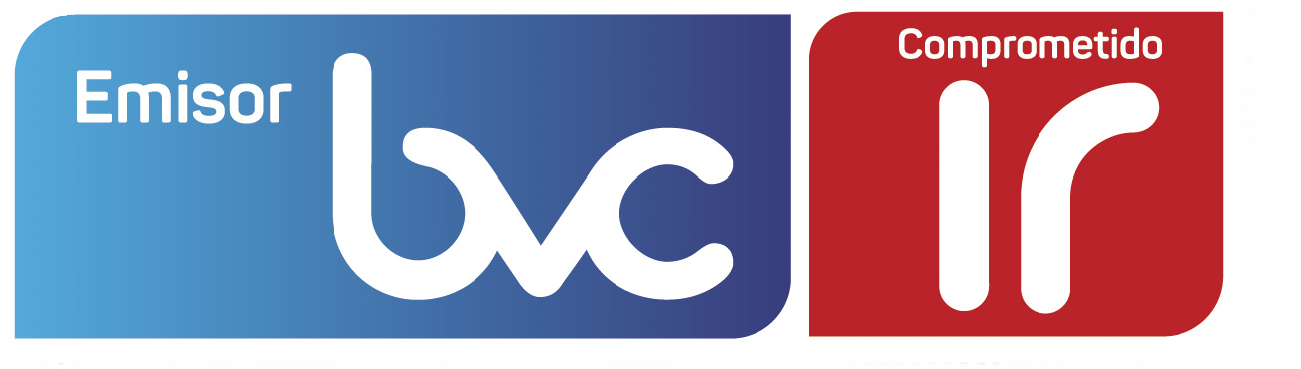 Emisor
bvc
Comprometido
IR